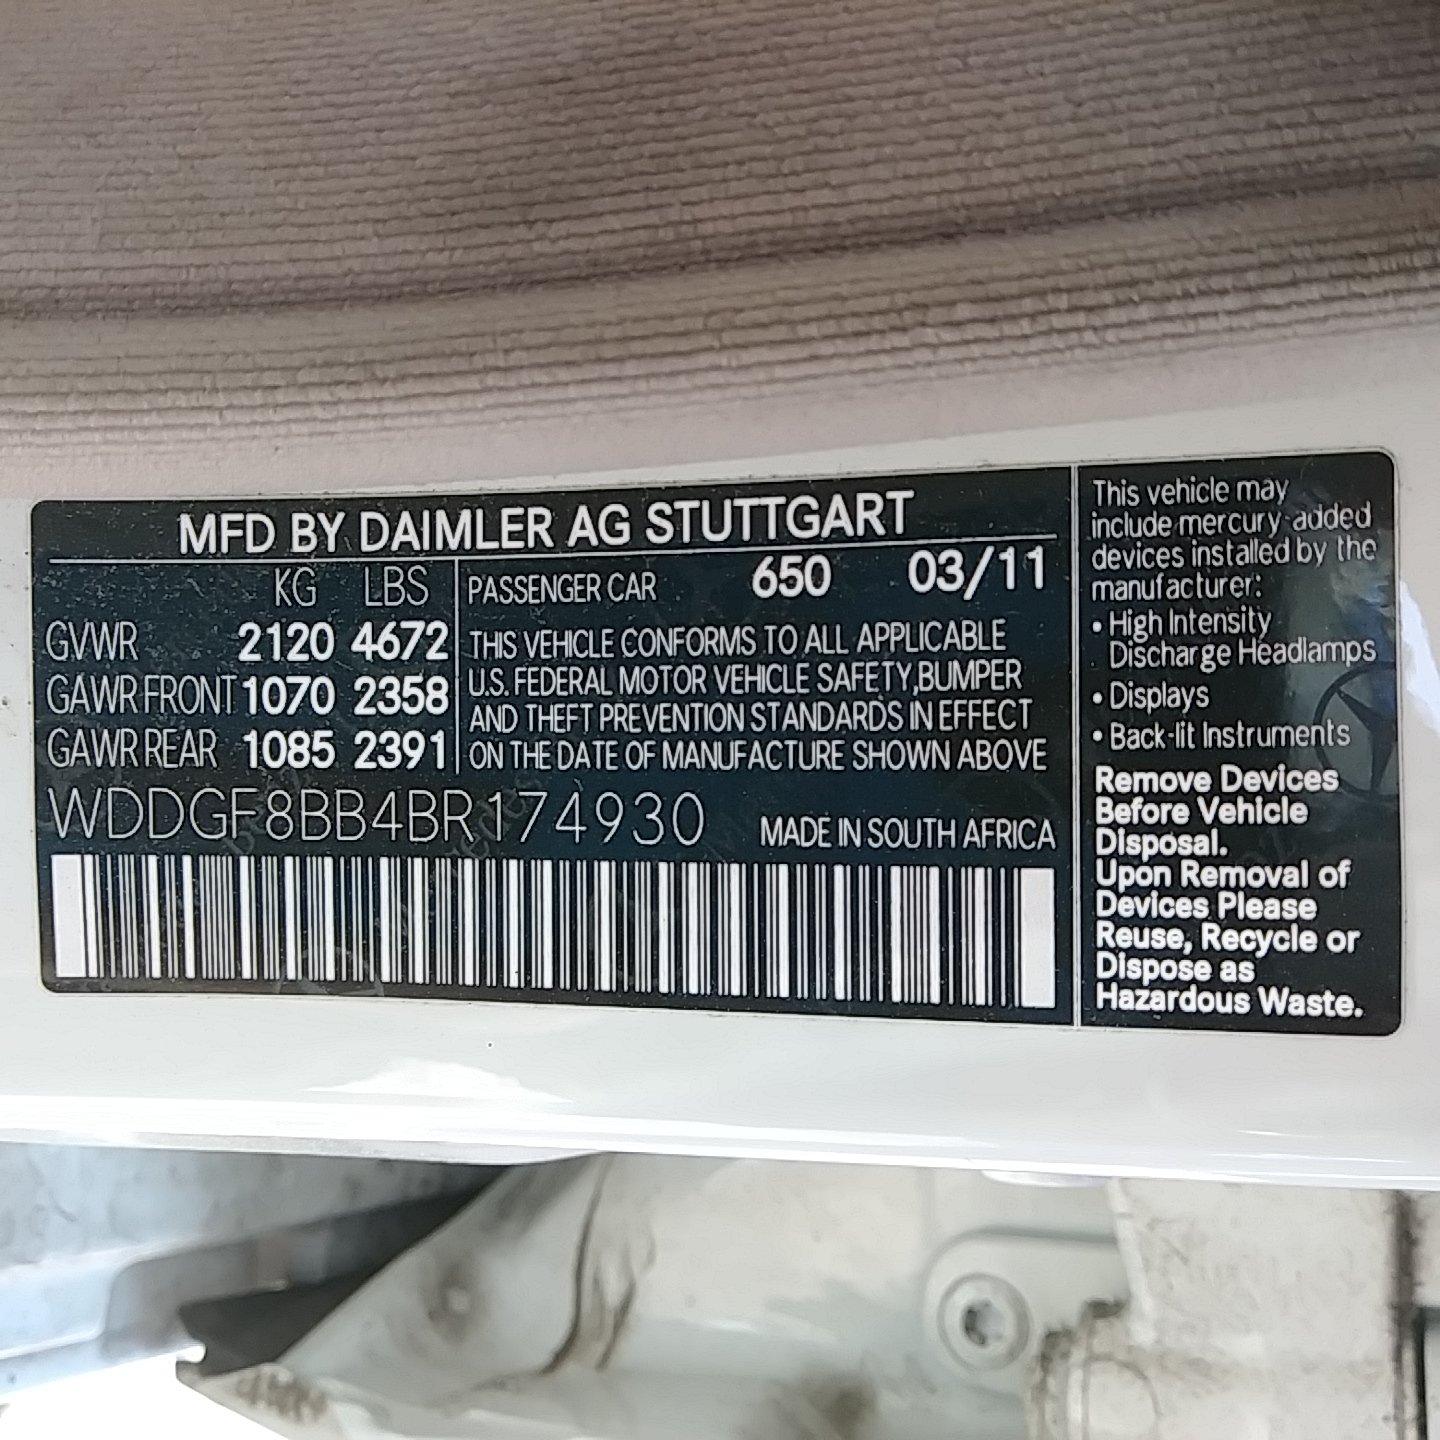 MFD BY DAIMLER AG STUTTGART
KG LBS
GVWR 2120 4672
GAWR FRONT 1070 2358
GAWR REAR 1085 2391
PASSENGER CAR 650 03/11
THIS VEHICLE CONFORMS TO ALL APPLICABLE
U.S. FEDERAL MOTOR VEHICLE SAFETY,BUMPER
AND THEFT PREVENTION STANDARDS IN EFFECT
ON THE DATE OF MANUFACTURE SHOWN ABOVE
WDDGF8BB4BR174930
MADE IN SOUTH AFRICA
This vehicle may
include mercury-added
devices installed by the
manufacturer:
• High Intensity
Discharge Headlamps
• Displays
• Back-lit Instruments
Remove Devices
Before Vehicle
Disposal.
Upon Removal of
Devices Please
Reuse, Recycle or
Dispose as
Hazardous Waste.